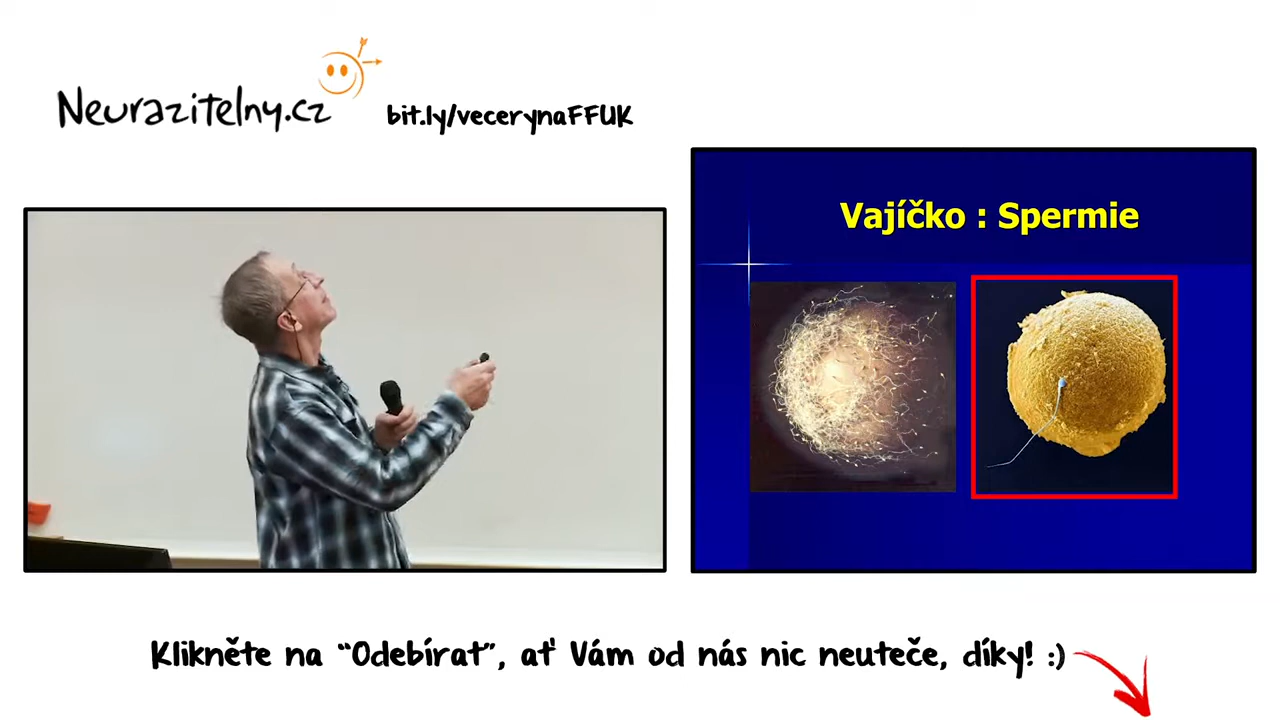 Neurazitelny.cz
bit.ly/vecerynaFFUK
Vajíčko : Spermie
Klikněte na “Odebírat”, ať Vám od nás nic neuteče, díky! :)